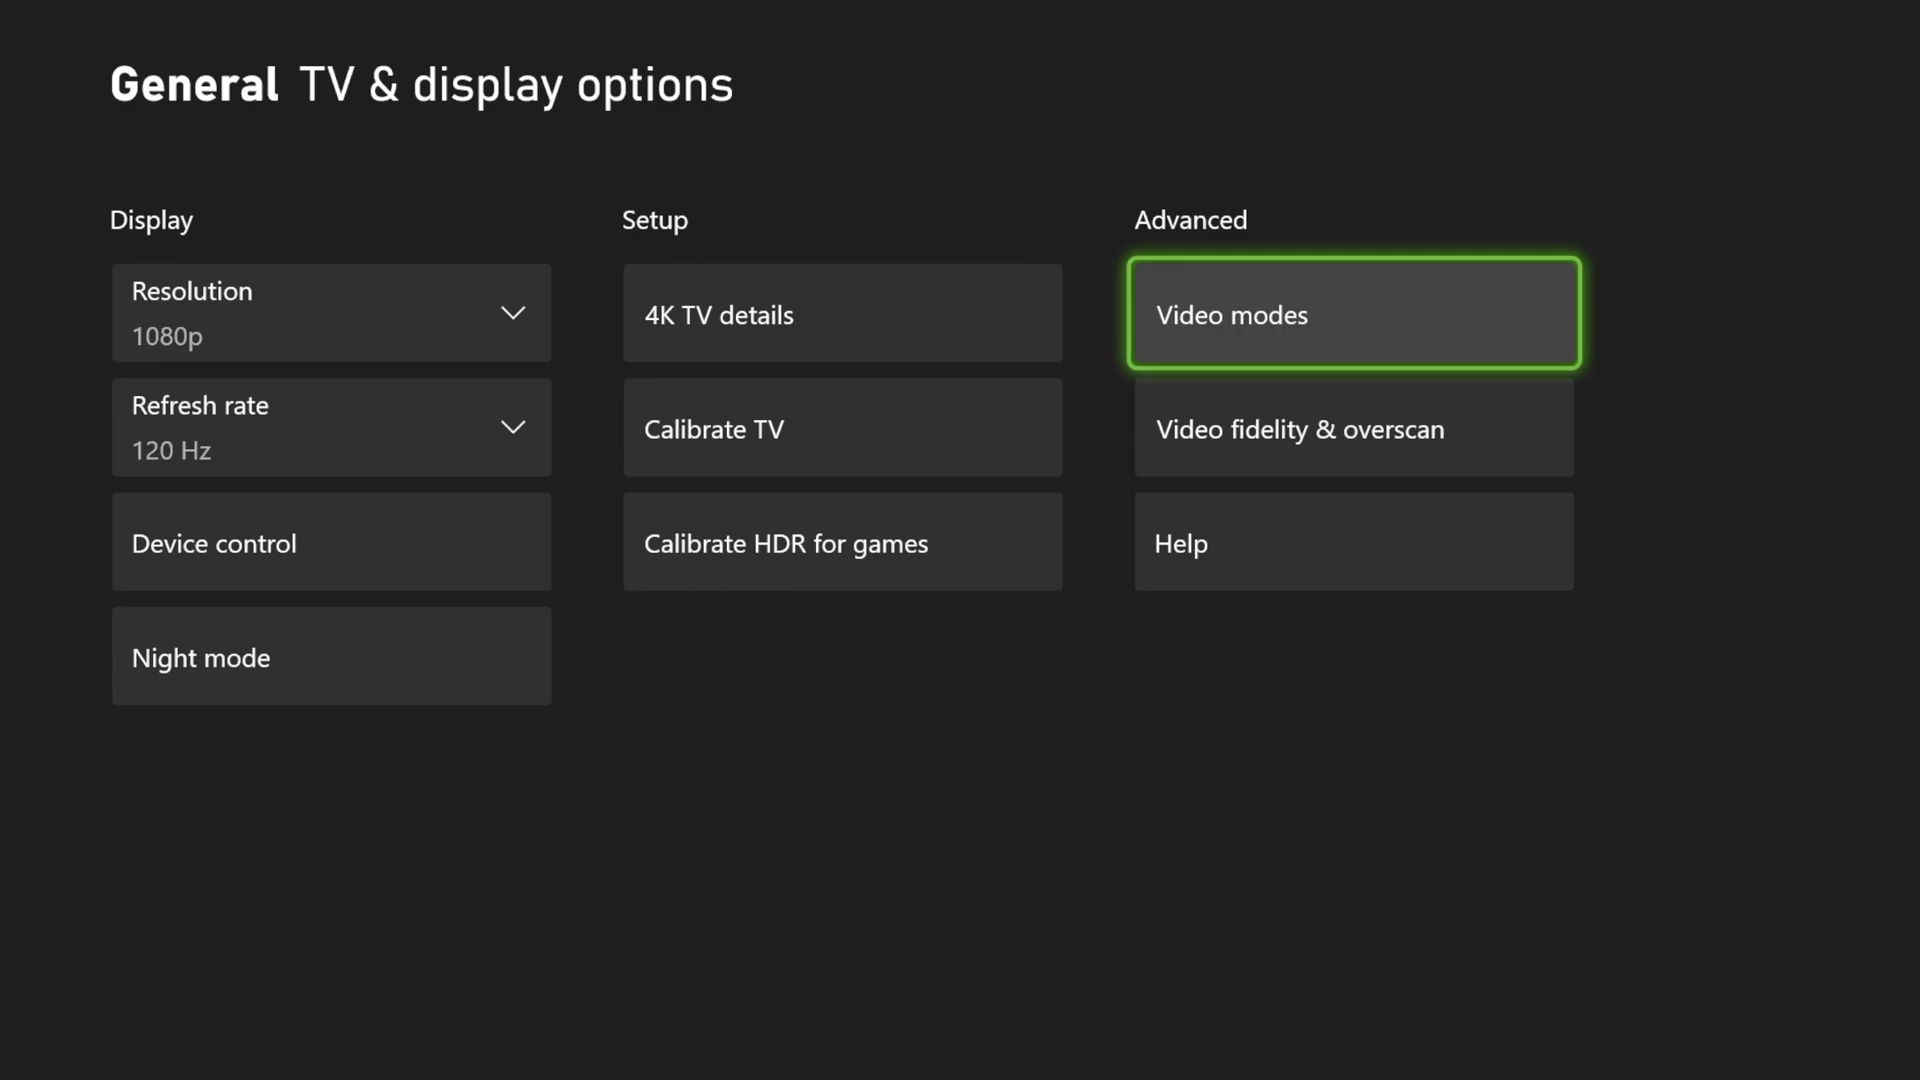 General TV & display options
Display
Resolution
1080p
Refresh rate
120 Hz
Device control
Night mode
Setup
4K TV details
Calibrate TV
Calibrate HDR for games
Advanced
Video modes
Video fidelity & overscan
Help